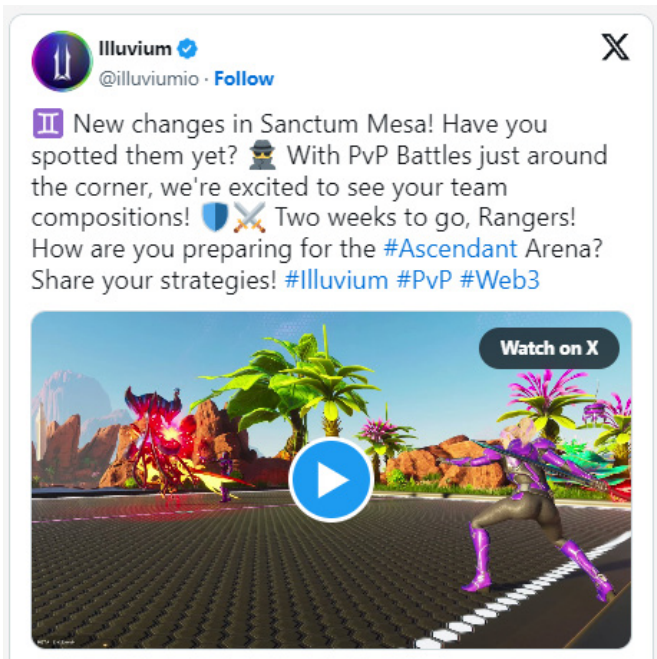 Illuvium
@illuviumio · Follow
♊ New changes in Sanctum Mesa! Have you
spotted them yet? 🕵️ With PvP Battles just around
the corner, we're excited to see your team
compositions! 🛡️⚔️ Two weeks to go, Rangers!
How are you preparing for the #Ascendant Arena?
Share your strategies! #Illuvium #PvP #Web3
Watch on X